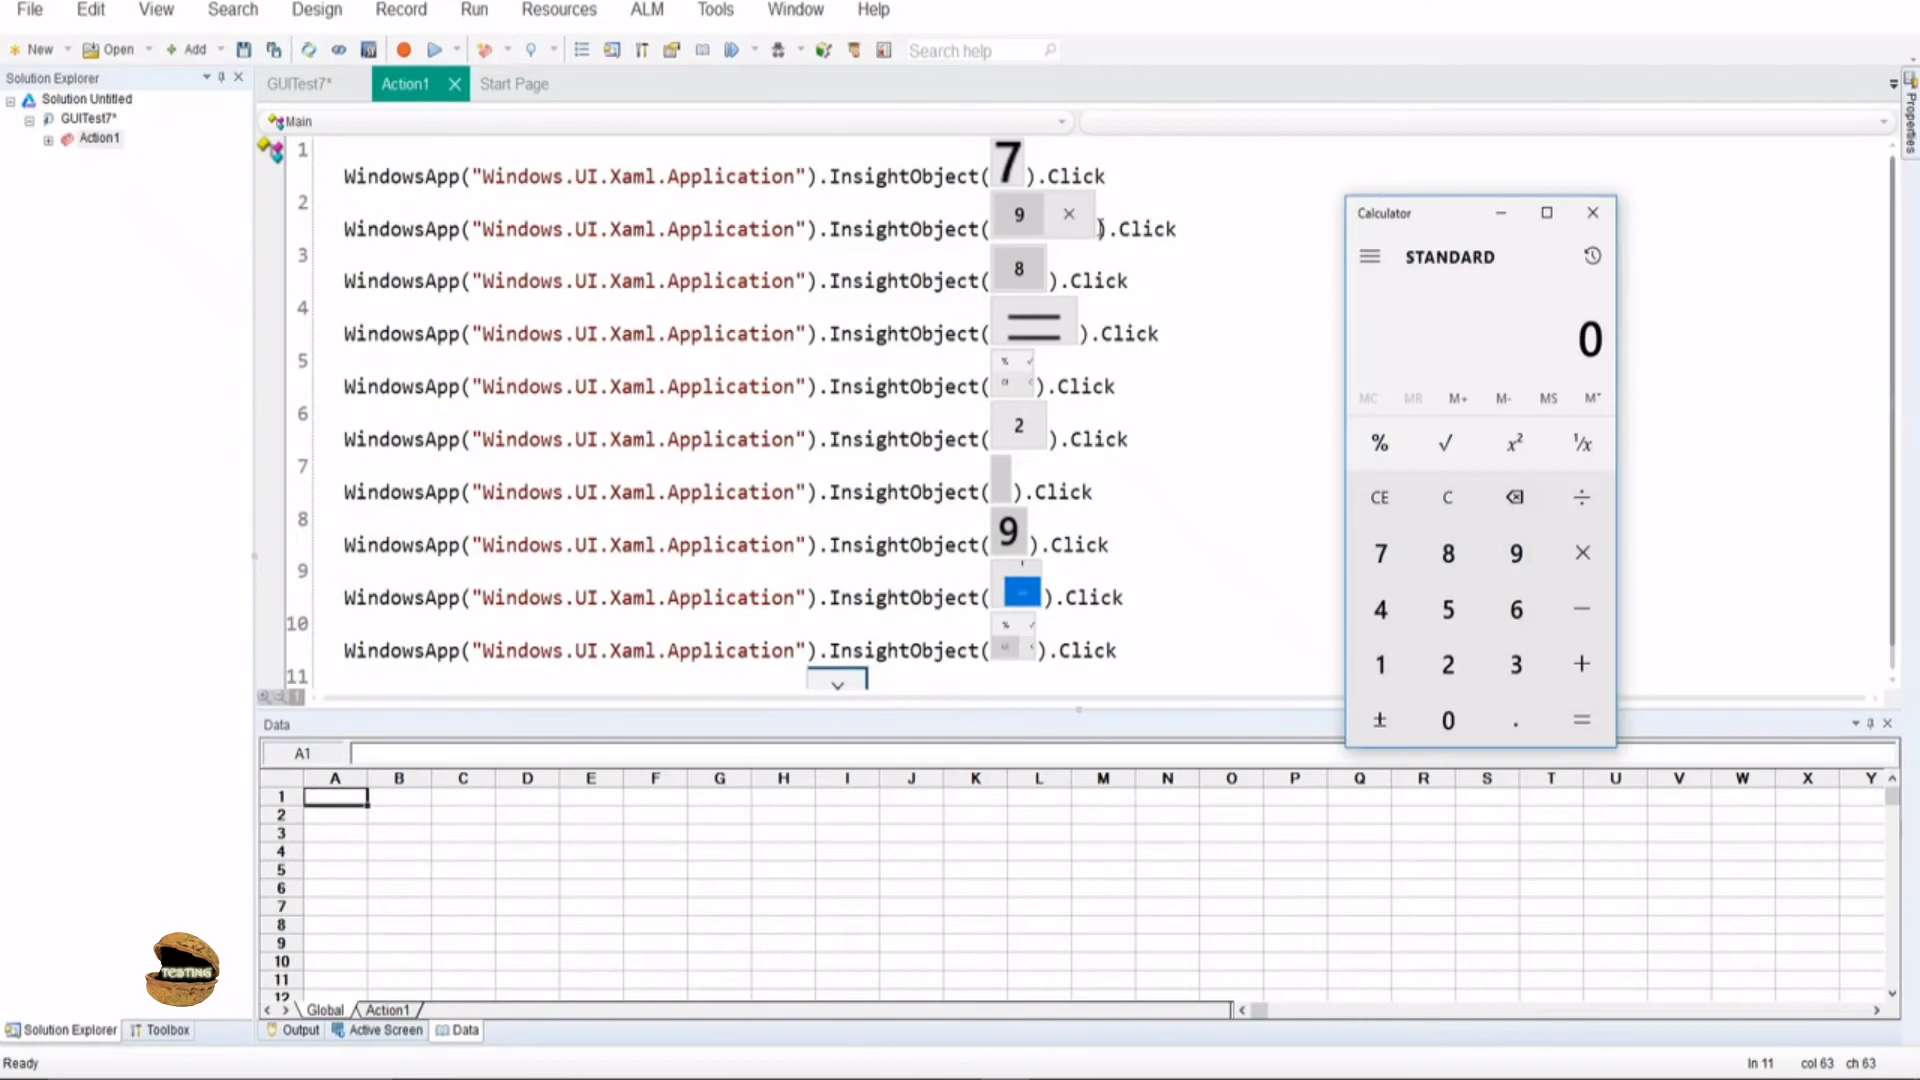 File Edit View Search Design Record Run Resources ALM Tools Window Help
New Open Add Search help
Solution Explorer
Solution Untitled
GUITest7*
Action1
GUITest7* Action1 Start Page
Properties
Main
1 WindowsApp("Windows.UI.Xaml.Application").InsightObject( 7 ).Click
2 WindowsApp("Windows.UI.Xaml.Application").InsightObject( 9 × ).Click
3 WindowsApp("Windows.UI.Xaml.Application").InsightObject( 8 ).Click
4 WindowsApp("Windows.UI.Xaml.Application").InsightObject( = ).Click
5 WindowsApp("Windows.UI.Xaml.Application").InsightObject( % √ CE ).Click
6 WindowsApp("Windows.UI.Xaml.Application").InsightObject( 2 ).Click
7 WindowsApp("Windows.UI.Xaml.Application").InsightObject( ).Click
8 WindowsApp("Windows.UI.Xaml.Application").InsightObject( 9 ).Click
9 WindowsApp("Windows.UI.Xaml.Application").InsightObject( ).Click
10 WindowsApp("Windows.UI.Xaml.Application").InsightObject( % √ ).Click
11
Calculator
STANDARD
0
MC MR M+ M- MS M˅
% √ x² ¹/x
CE C ÷
7 8 9 ×
4 5 6 −
1 2 3 +
± 0 . =
Data
A1
A B C D E F G H I J K L M N O P Q R S T U V W X Y
1
2
3
4
5
6
7
8
9
10
11
12
Global Action1
TESTING
Solution Explorer Toolbox Output Active Screen Data
Ready ln 11 col 63 ch 63